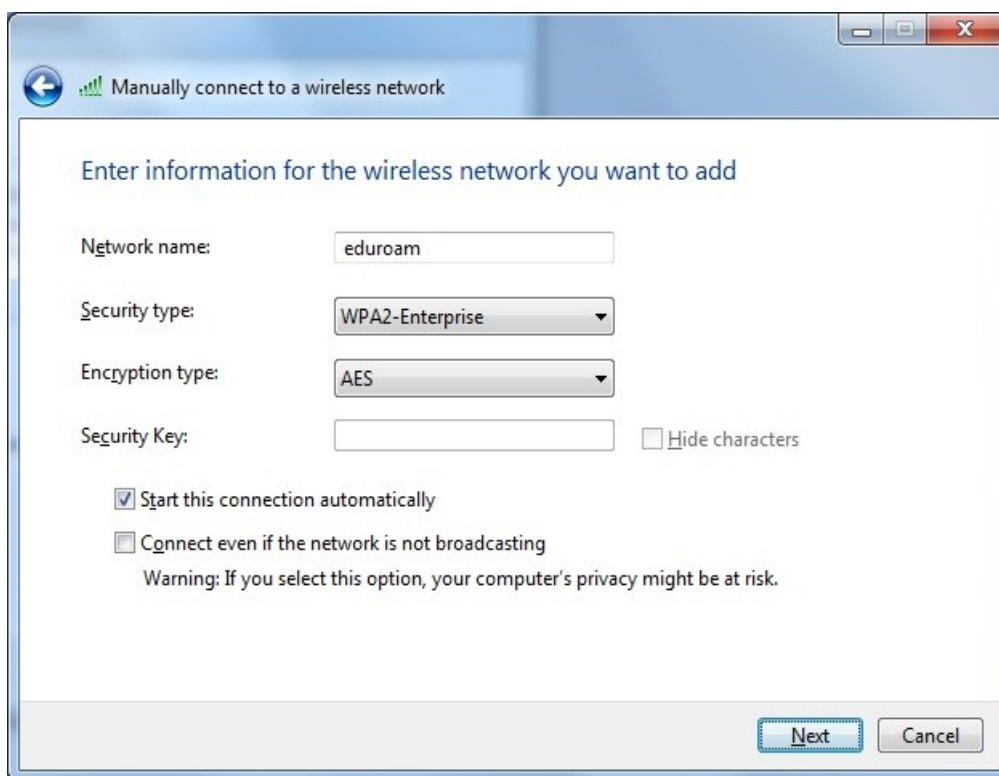 Manually connect to a wireless network
Enter information for the wireless network you want to add
Network name:
eduroam
Security type:
WPA2-Enterprise
Encryption type:
AES
Security Key:
Hide characters
Start this connection automatically
Connect even if the network is not broadcasting
Warning: If you select this option, your computer's privacy might be at risk.
Next
Cancel